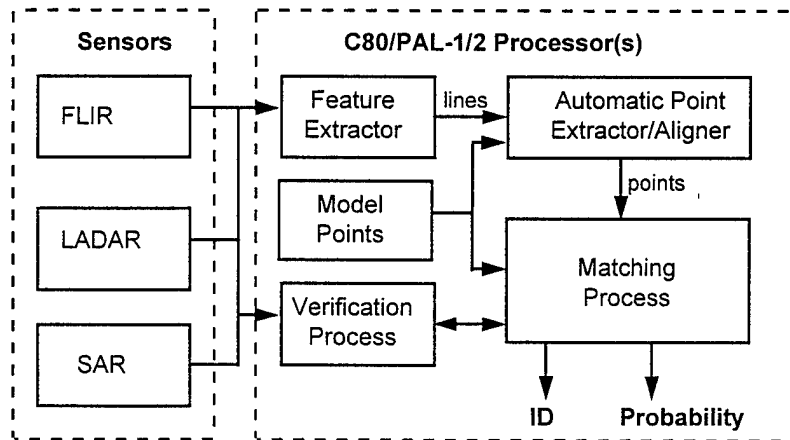 Sensors
C80/PAL-1/2 Processor(s)
FLIR
LADAR
SAR
Feature
Extractor
lines
Automatic Point
Extractor/Aligner
points
Model
Points
Matching
Process
Verification
Process
ID
Probability